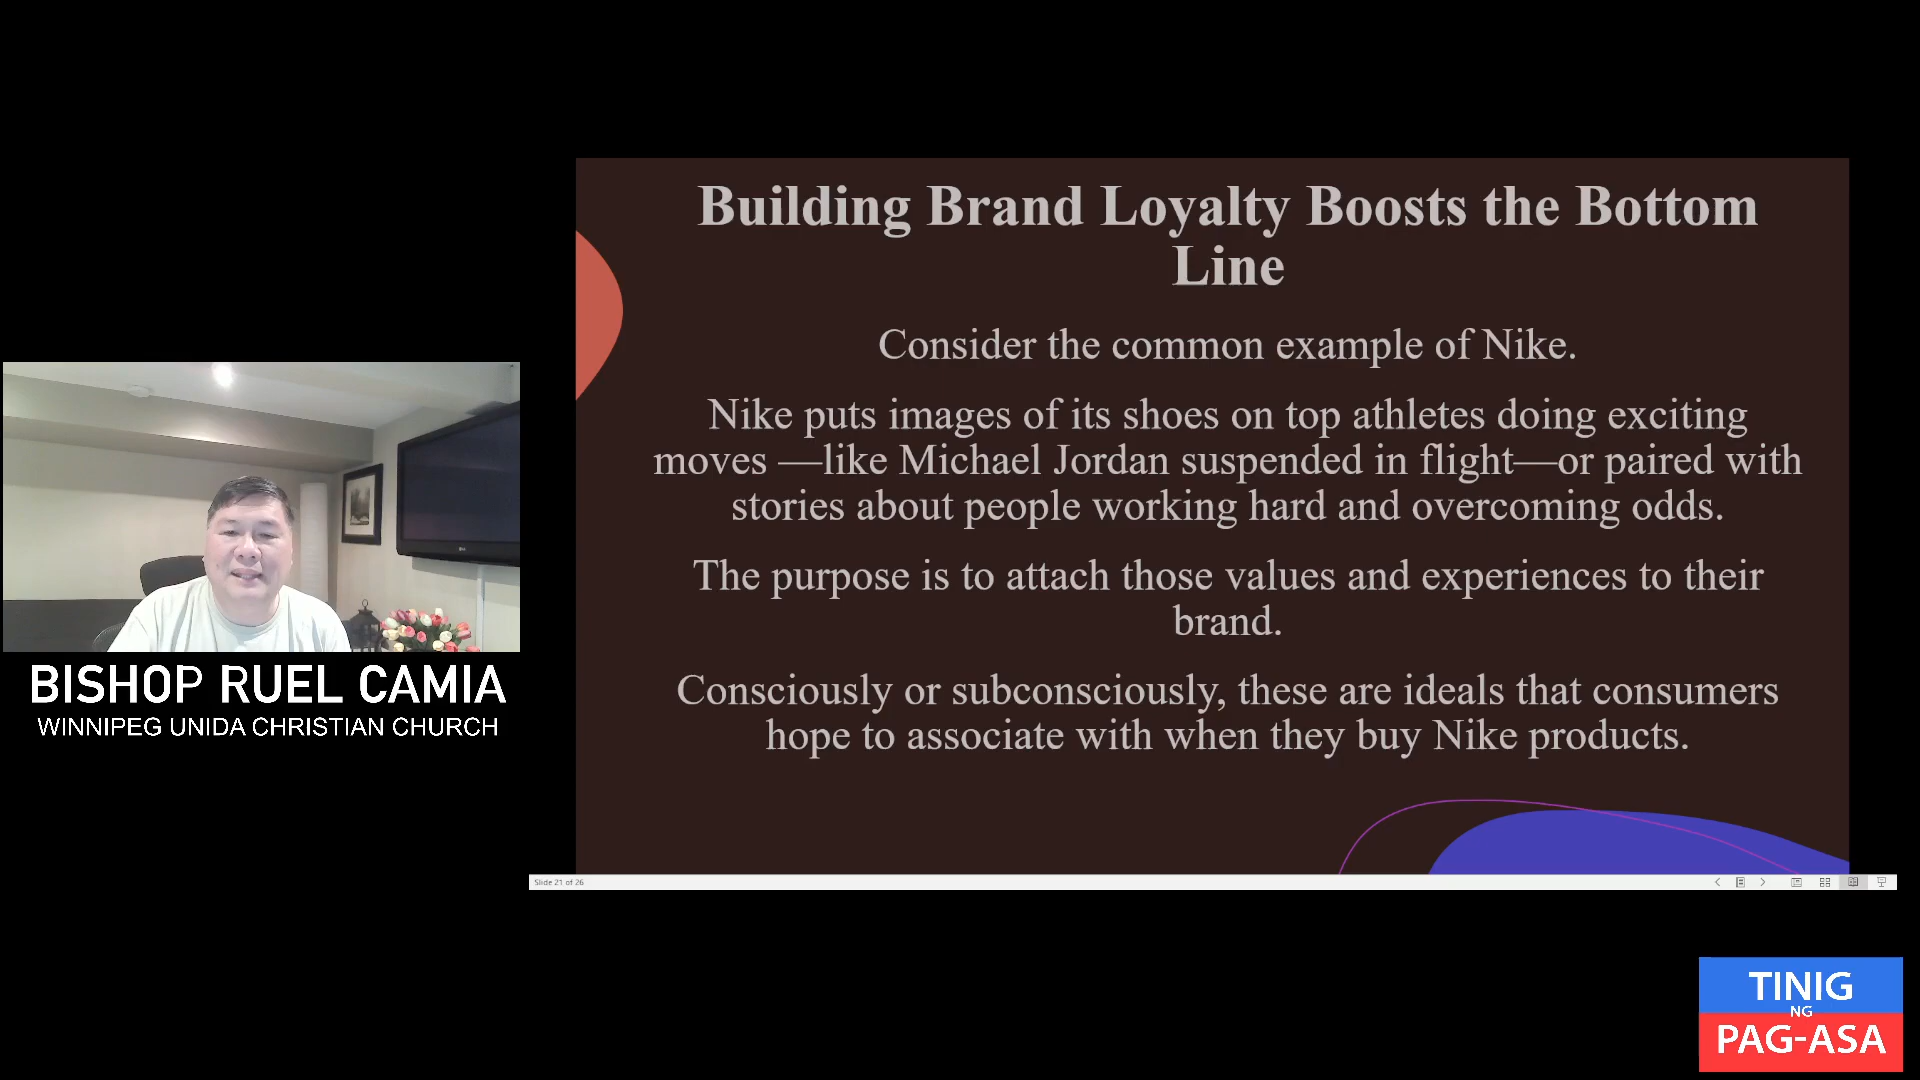 Building Brand Loyalty Boosts the Bottom
Line
Consider the common example of Nike.
Nike puts images of its shoes on top athletes doing exciting
moves —like Michael Jordan suspended in flight—or paired with
stories about people working hard and overcoming odds.
The purpose is to attach those values and experiences to their
brand.
Consciously or subconsciously, these are ideals that consumers
hope to associate with when they buy Nike products.
BISHOP RUEL CAMIA
WINNIPEG UNIDA CHRISTIAN CHURCH
Slide 21 of 26
TINIG
NG
PAG-ASA